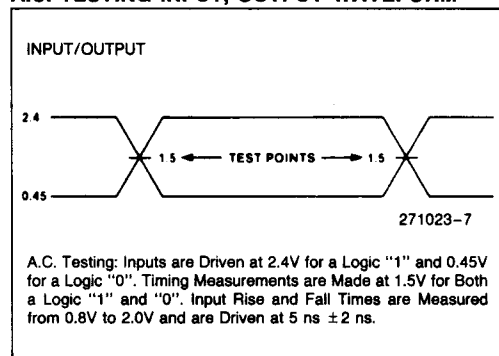 INPUT/OUTPUT
2.4
1.5 TEST POINTS 1.5
0.45
271023-7
A.C. Testing: Inputs are Driven at 2.4V for a Logic "1" and 0.45V
for a Logic "0". Timing Measurements are Made at 1.5V for Both
a Logic "1" and "0". Input Rise and Fall Times are Measured
from 0.8V to 2.0V and are Driven at 5 ns ±2 ns.